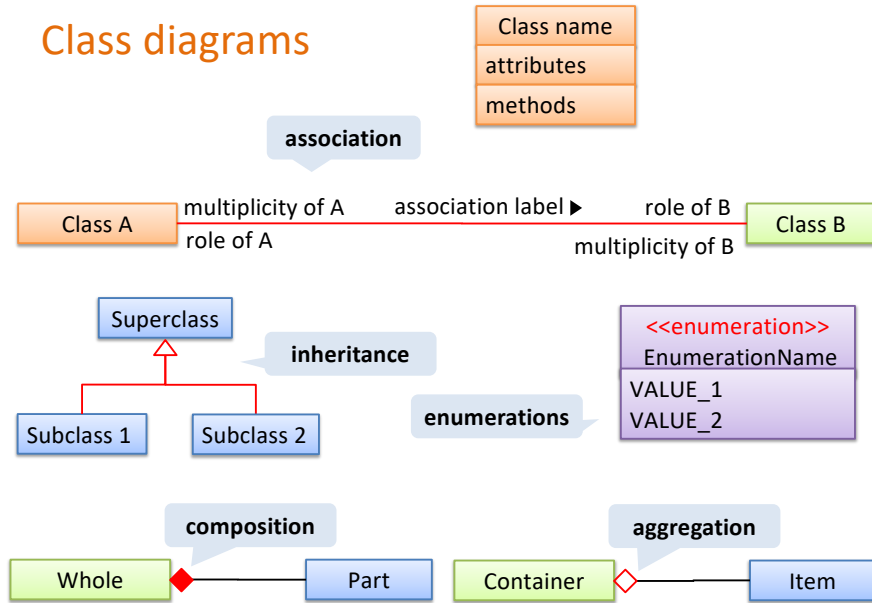 Class diagrams
Class name
attributes
methods
association
multiplicity of A
association label ▶
role of B
Class A
Class B
role of A
multiplicity of B
Superclass
inheritance
Subclass 1
Subclass 2
<<enumeration>>
EnumerationName
VALUE_1
VALUE_2
enumerations
composition
Whole
Part
aggregation
Container
Item